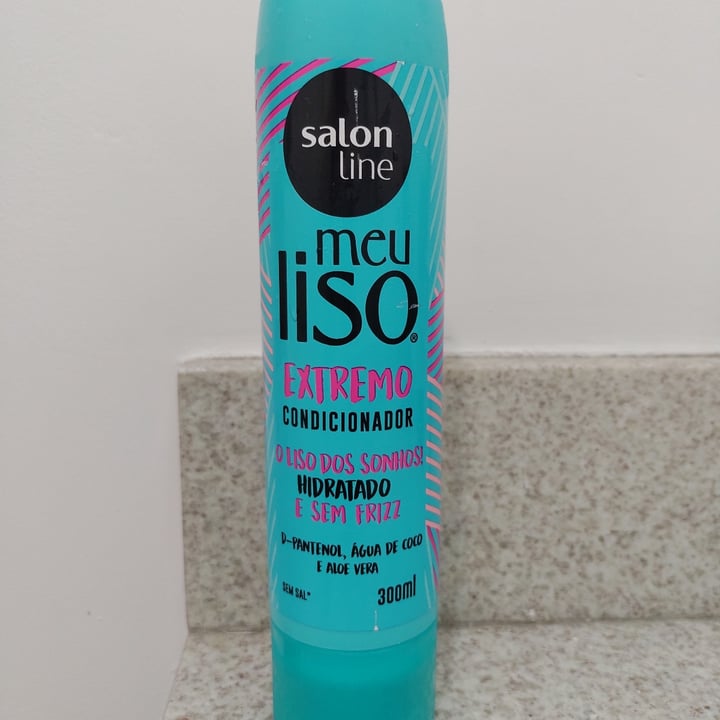 salon
line
meu
liso®
EXTREMO
CONDICIONADOR
O LISO DOS SONHOS!
HIDRATADO
E SEM FRIZZ
D-PANTENOL, ÁGUA DE COCO
E ALOE VERA
SEM SAL* 300ml